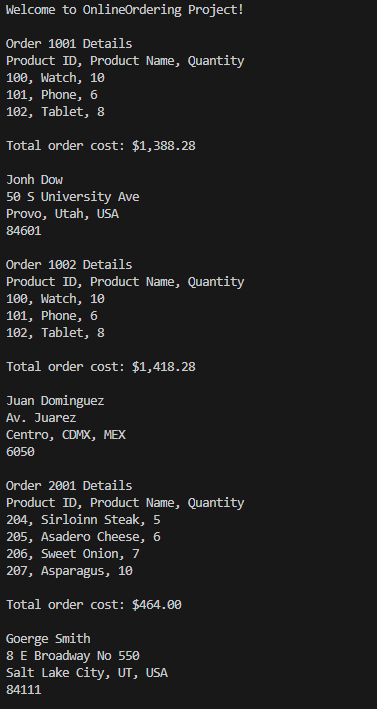 Welcome to OnlineOrdering Project!
Order 1001 Details
Product ID, Product Name, Quantity
100, Watch, 10
101, Phone, 6
102, Tablet, 8
Total order cost: $1,388.28
Jonh Dow
50 S University Ave
Provo, Utah, USA
84601
Order 1002 Details
Product ID, Product Name, Quantity
100, Watch, 10
101, Phone, 6
102, Tablet, 8
Total order cost: $1,418.28
Juan Dominguez
Av. Juarez
Centro, CDMX, MEX
6050
Order 2001 Details
Product ID, Product Name, Quantity
204, Sirloinn Steak, 5
205, Asadero Cheese, 6
206, Sweet Onion, 7
207, Asparagus, 10
Total order cost: $464.00
Goerge Smith
8 E Broadway No 550
Salt Lake City, UT, USA
84111